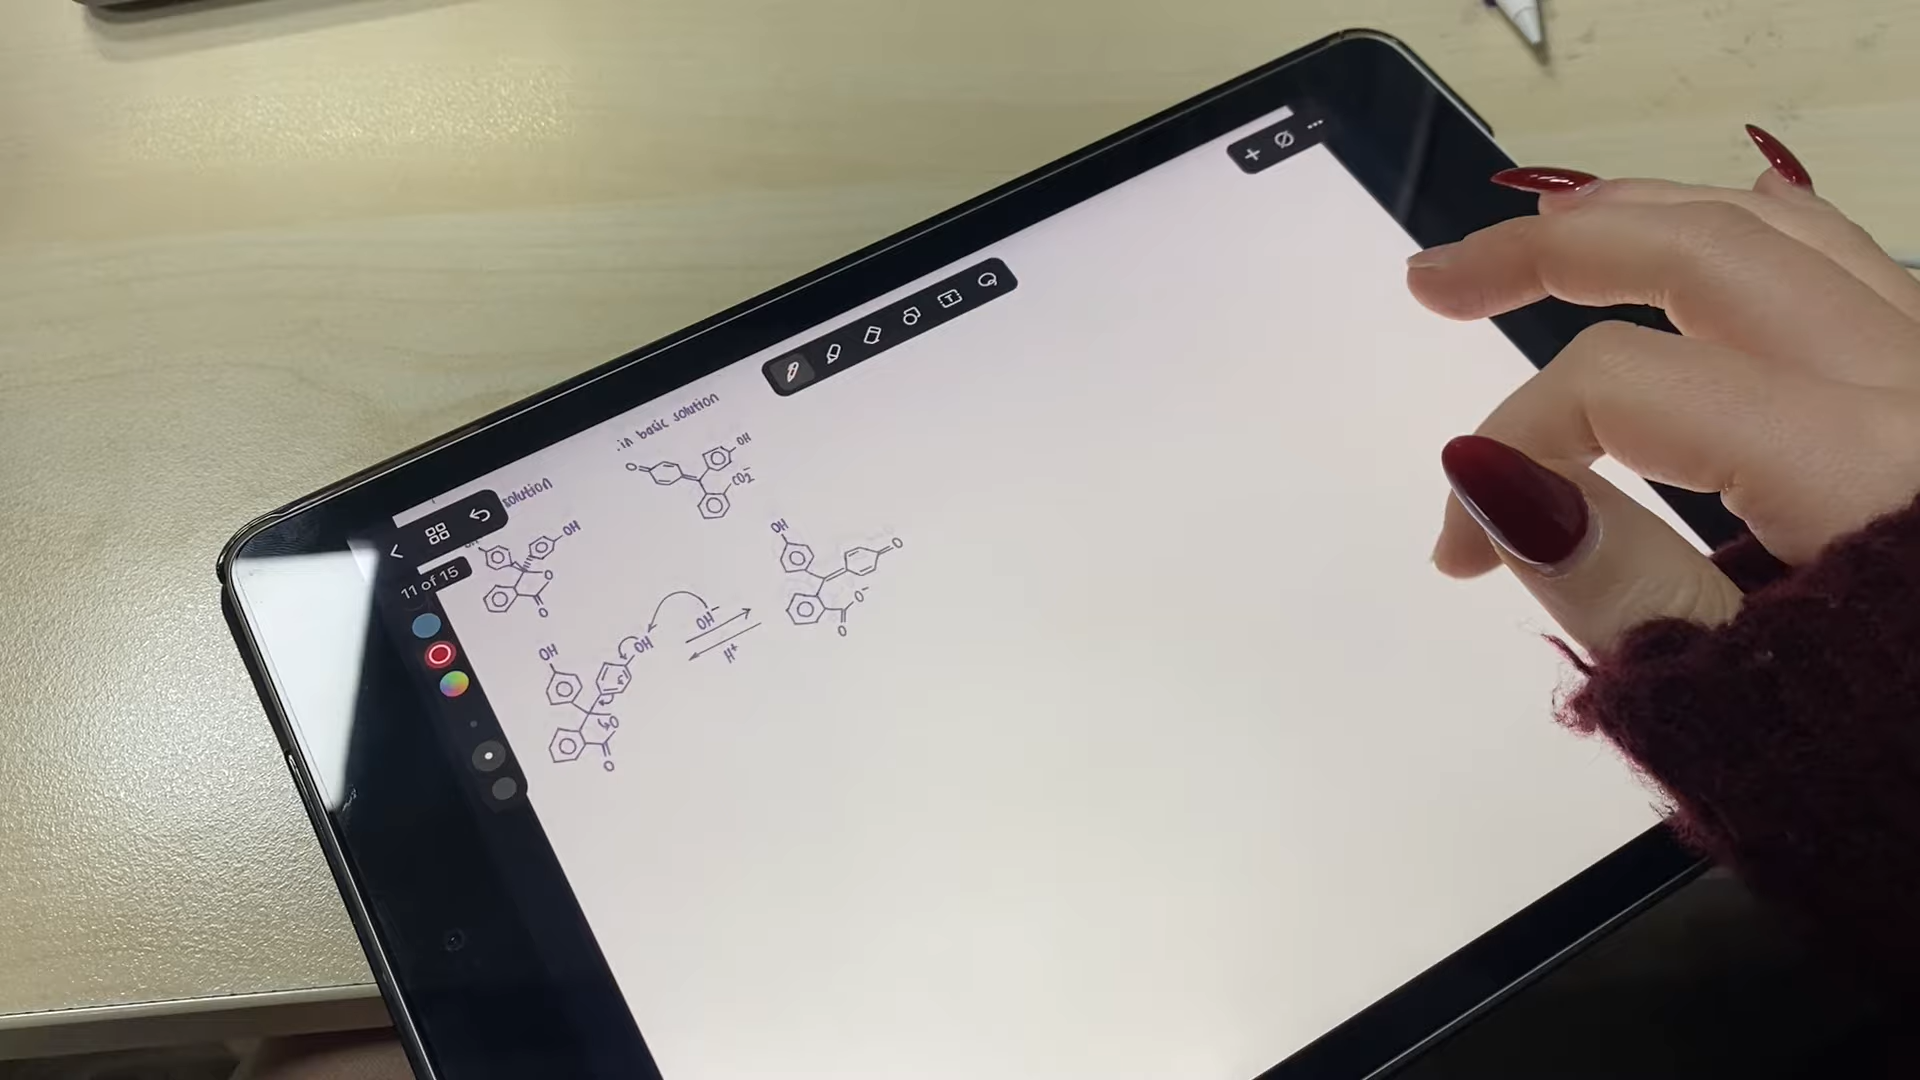 .in basic solution
O
OH
CO₂⁻
solution
OH
O
O
11 of 15
OH
O
O⁻
O
OH⁻
H⁺
OH
OH
O
O
T